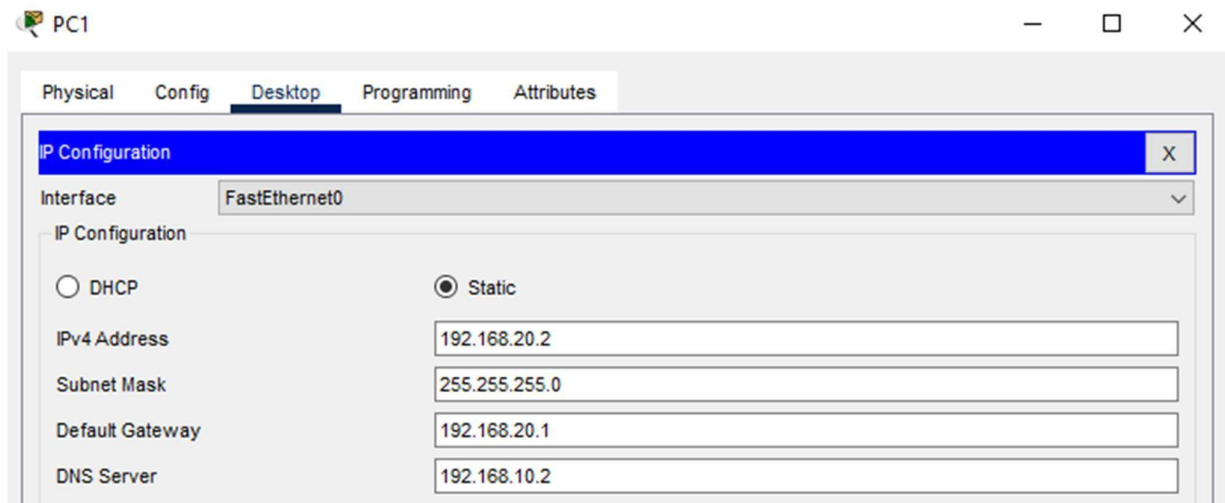 PC1
Physical Config Desktop Programming Attributes
IP Configuration X
Interface FastEthernet0
IP Configuration
DHCP Static
IPv4 Address 192.168.20.2
Subnet Mask 255.255.255.0
Default Gateway 192.168.20.1
DNS Server 192.168.10.2